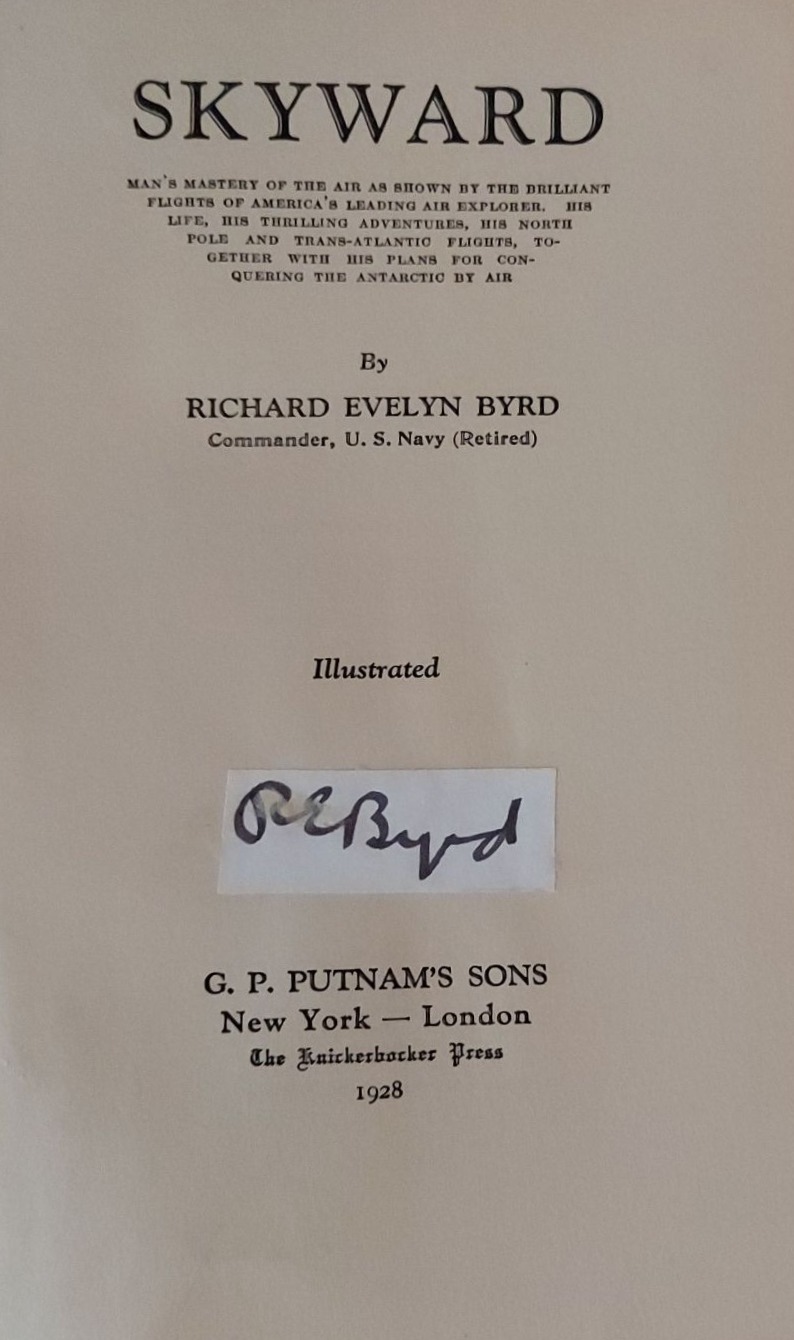 SKYWARD
MAN'S MASTERY OF THE AIR AS SHOWN BY THE BRILLIANT
FLIGHTS OF AMERICA'S LEADING AIR EXPLORER. HIS
LIFE, HIS THRILLING ADVENTURES, HIS NORTH
POLE AND TRANS-ATLANTIC FLIGHTS, TO-
GETHER WITH HIS PLANS FOR CON-
QUERING THE ANTARCTIC BY AIR
By
RICHARD EVELYN BYRD
Commander, U. S. Navy (Retired)
Illustrated
R E Byrd
G. P. PUTNAM'S SONS
New York — London
The Knickerbocker Press
1928